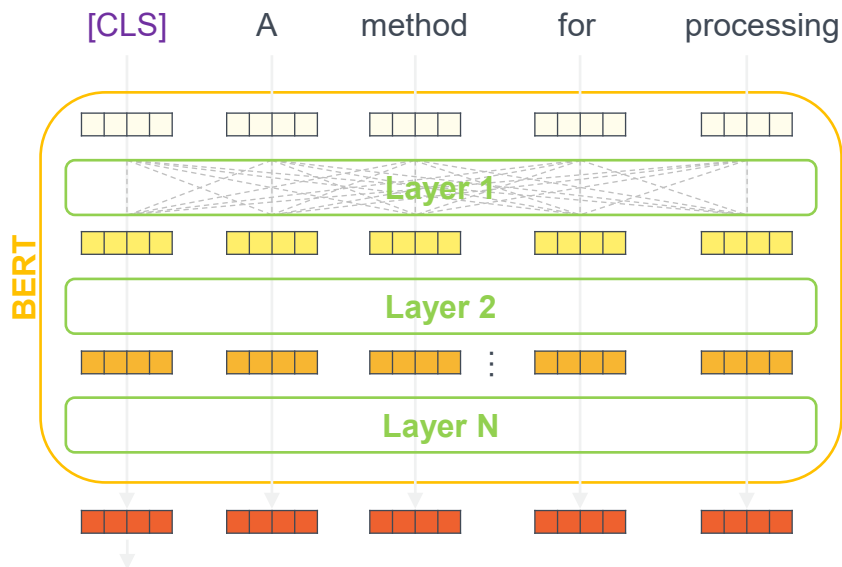 [CLS] A method for processing
BERT
Layer 1
Layer 2
⋮
Layer N